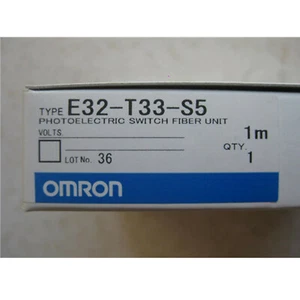 TYPE E32-T33-S5
PHOTOELECTRIC SWITCH FIBER UNIT
VOLTS. 1m
QTY.
LOT No. 36 1
OMRON